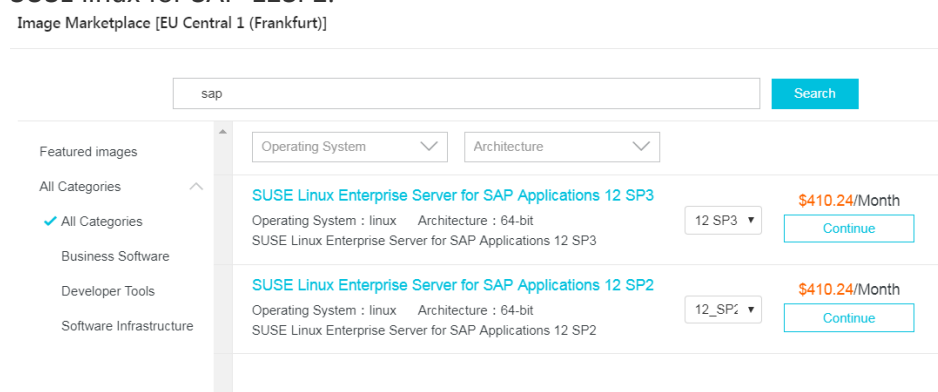 Image Marketplace [EU Central 1 (Frankfurt)]
sap
Search
Featured images
All Categories
All Categories
Business Software
Developer Tools
Software Infrastructure
Operating System
Architecture
SUSE Linux Enterprise Server for SAP Applications 12 SP3
Operating System : linux Architecture : 64-bit
SUSE Linux Enterprise Server for SAP Applications 12 SP3
12 SP3
$410.24/Month
Continue
SUSE Linux Enterprise Server for SAP Applications 12 SP2
Operating System : linux Architecture : 64-bit
SUSE Linux Enterprise Server for SAP Applications 12 SP2
12_SP2
$410.24/Month
Continue